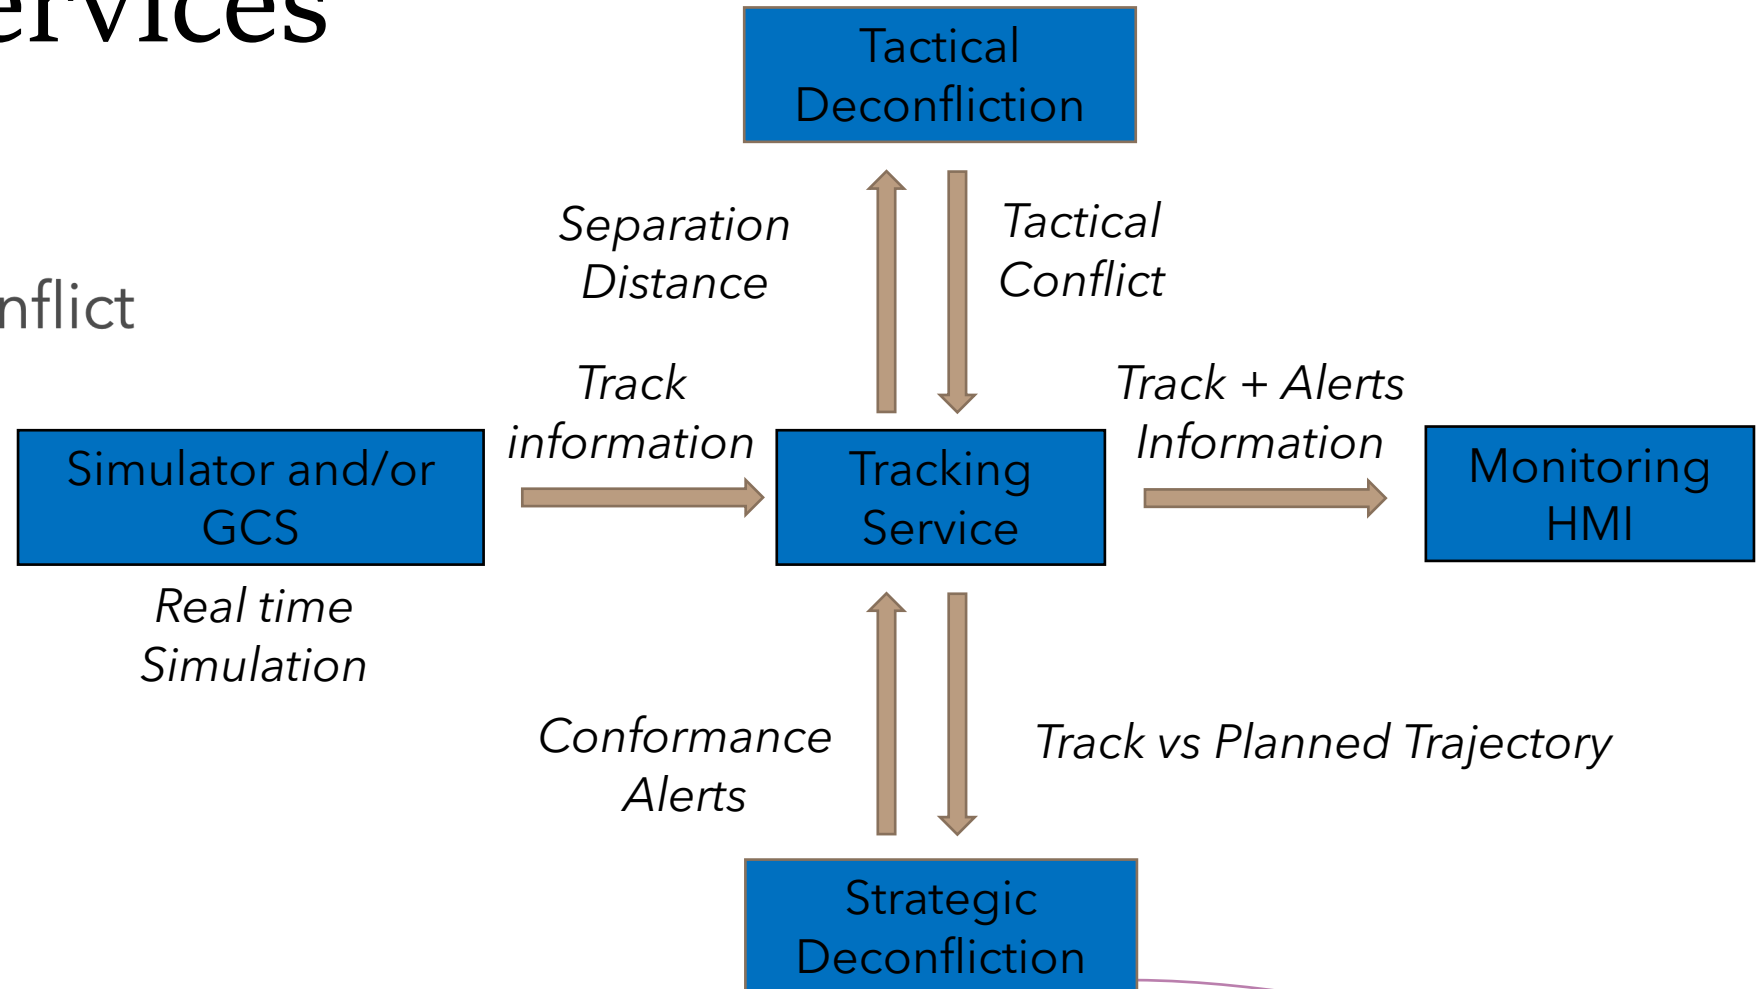 ervices
Tactical
Deconfliction
Separation
Distance
Tactical
Conflict
nflict
Track
information
Track + Alerts
Information
Simulator and/or
GCS
Tracking
Service
Monitoring
HMI
Real time
Simulation
Conformance
Alerts
Track vs Planned Trajectory
Strategic
Deconfliction